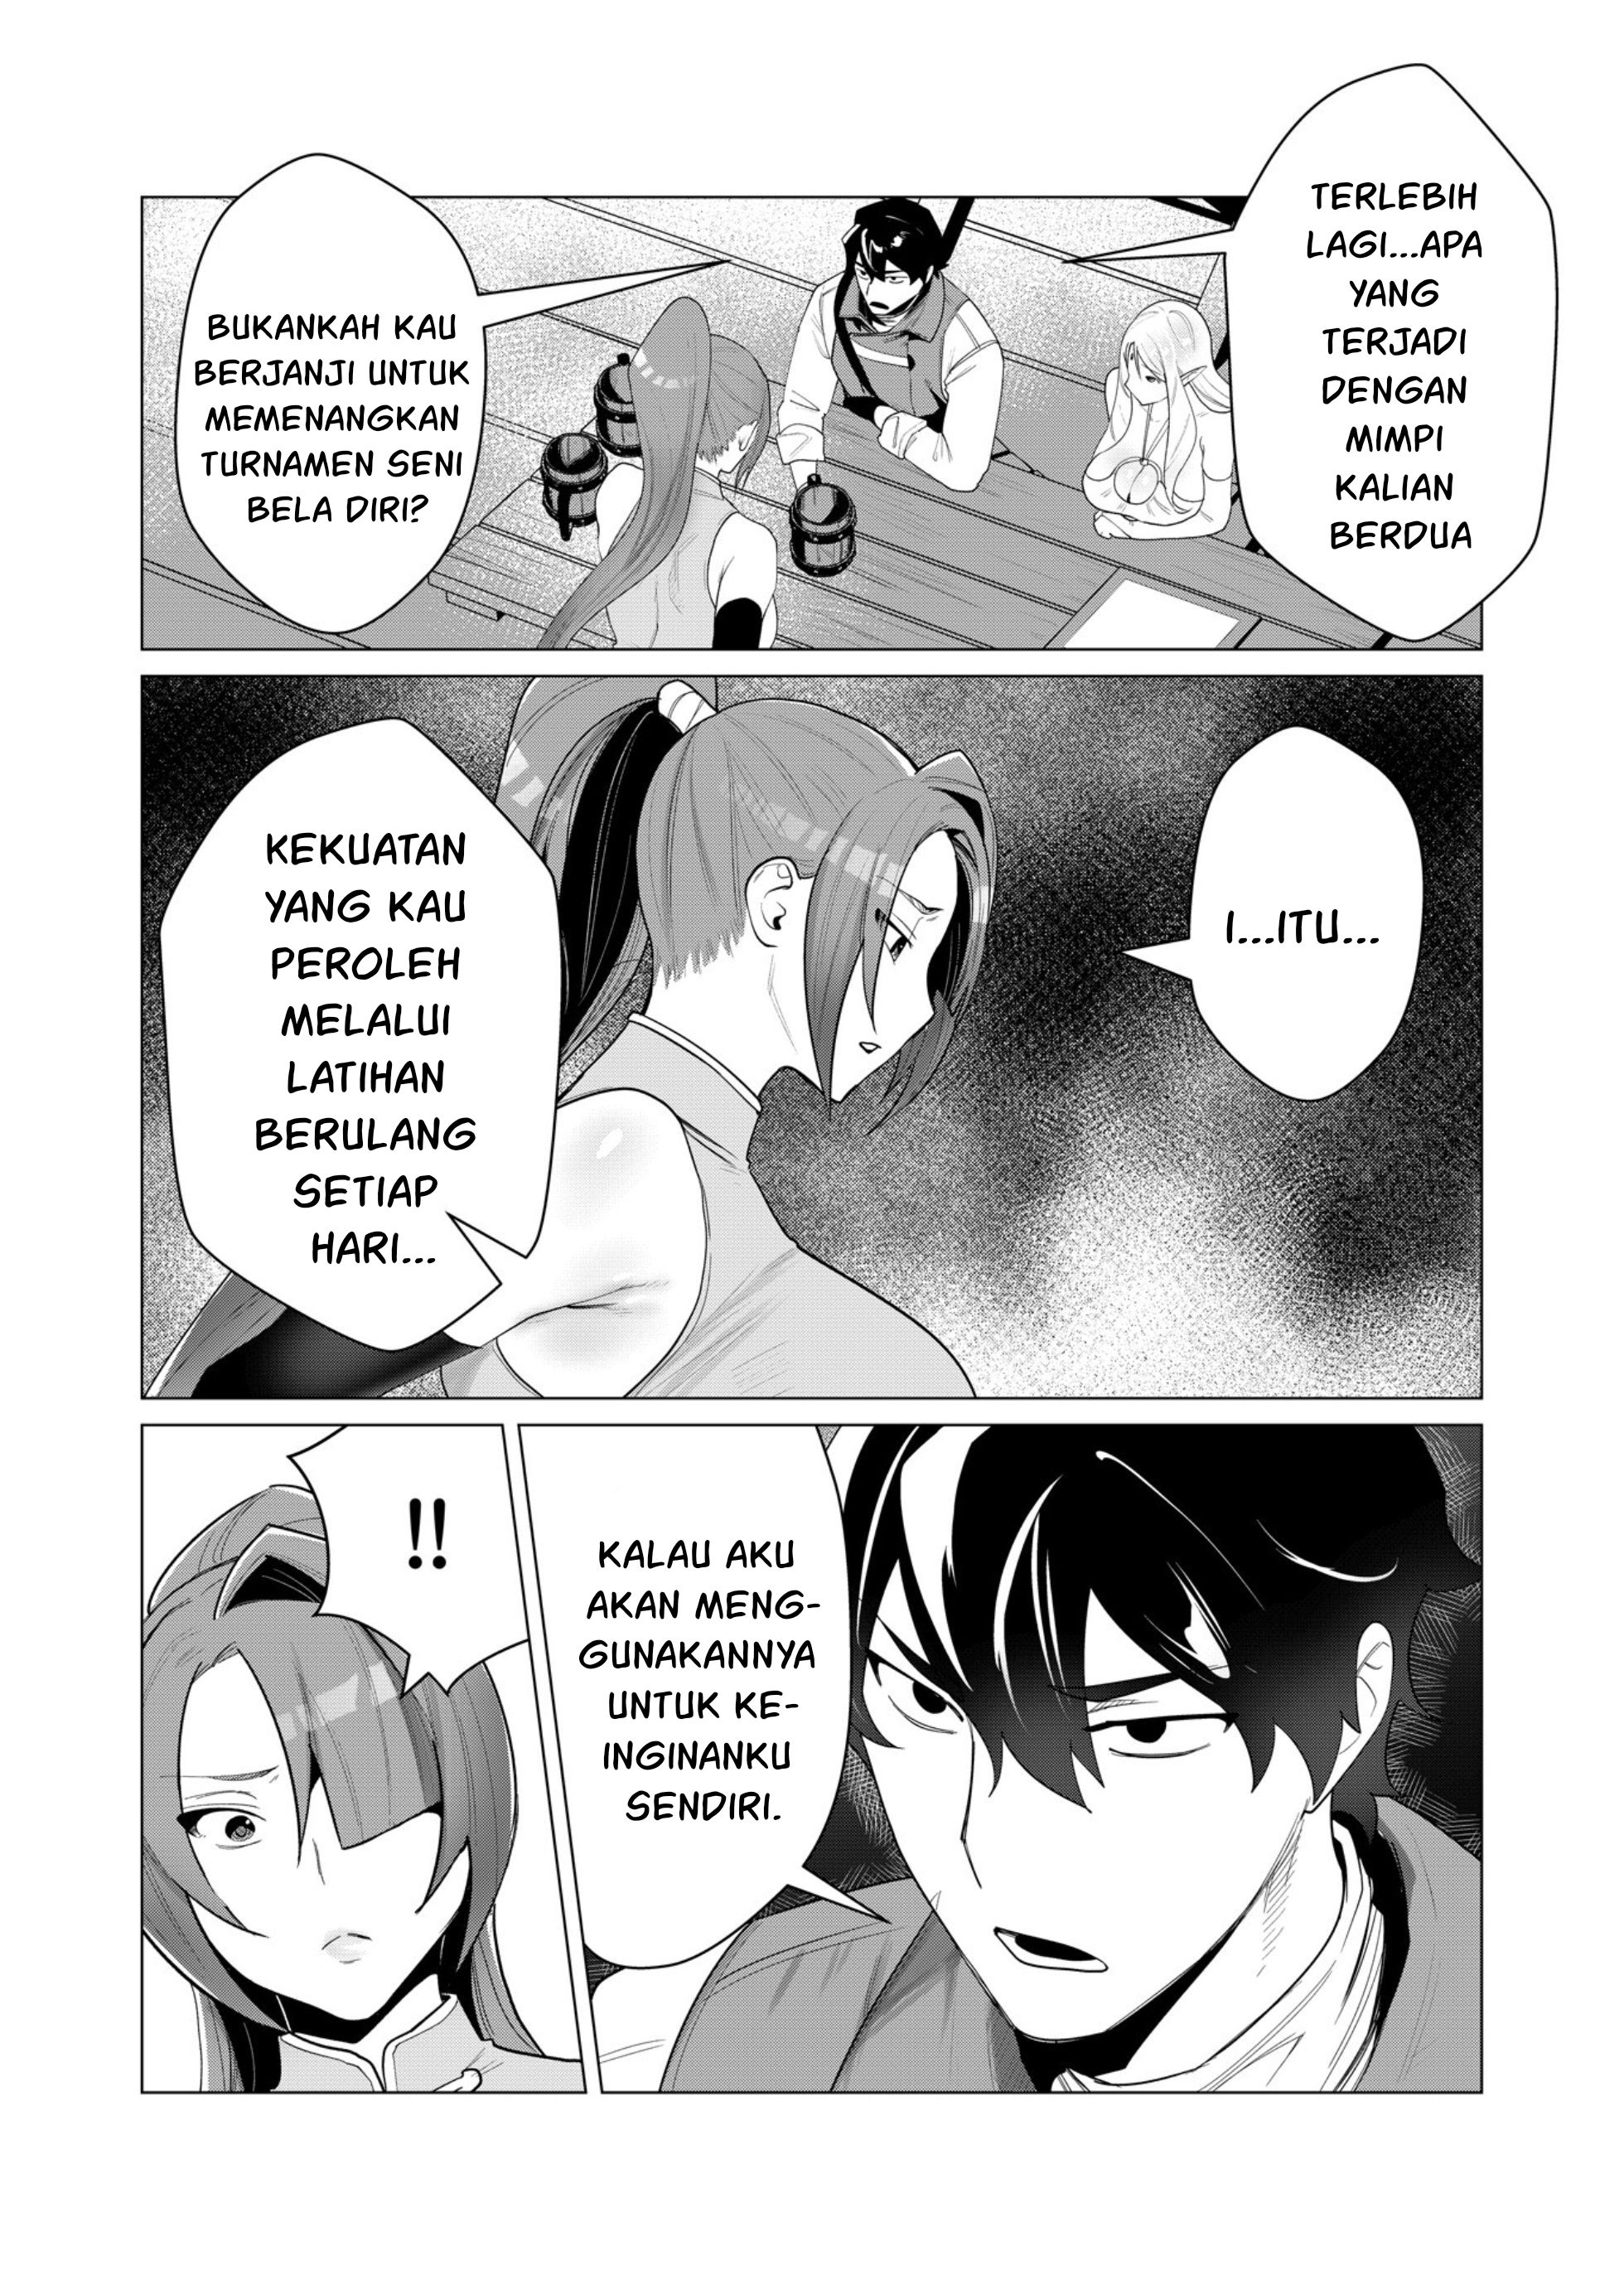 TERLEBIH
LAGI...APA
YANG
TERJADI
DENGAN
MIMPI
KALIAN
BERDUA
BUKANKAH KAU
BERJANJI UNTUK
MEMENANGKAN
TURNAMEN SENI
BELA DIRI?
I...ITU...
KEKUATAN
YANG KAU
PEROLEH
MELALUI
LATIHAN
BERULANG
SETIAP
HARI...
KALAU AKU
AKAN MENG-
GUNAKANNYA
UNTUK KE-
INGINANKU
SENDIRI.
!!